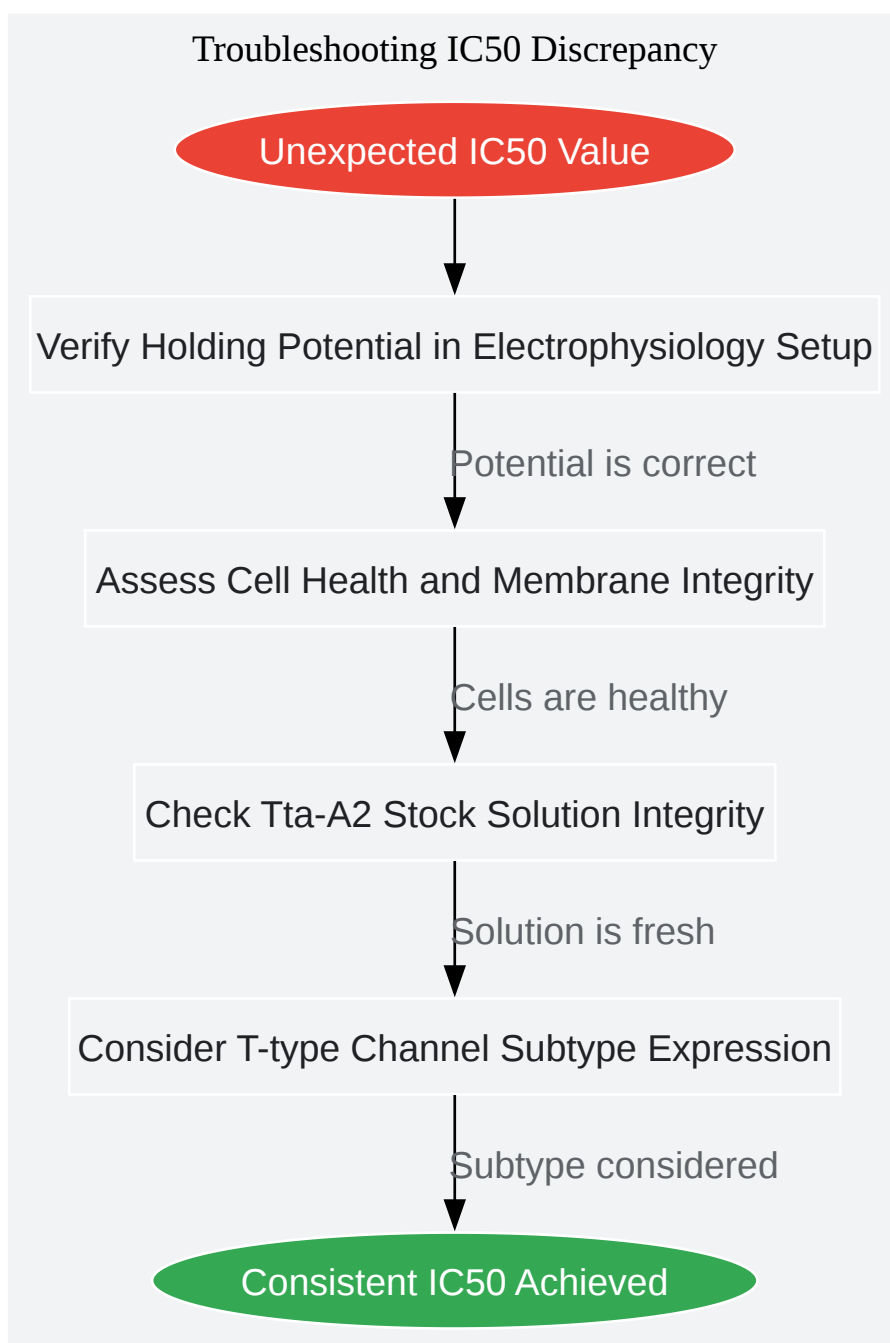 Troubleshooting IC50 Discrepancy
Unexpected IC50 Value
Verify Holding Potential in Electrophysiology Setup
Potential is correct
Assess Cell Health and Membrane Integrity
Cells are healthy
Check Tta-A2 Stock Solution Integrity
Solution is fresh
Consider T-type Channel Subtype Expression
Subtype considered
Consistent IC50 Achieved